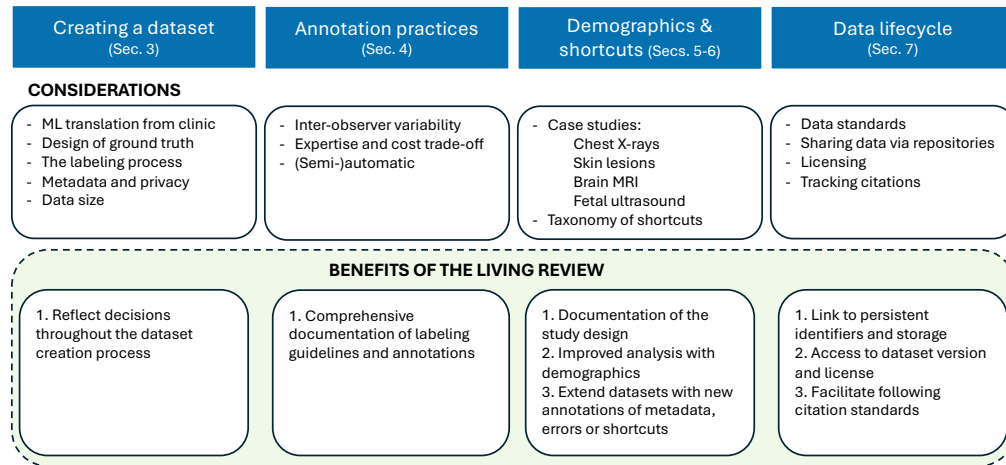 Creating a dataset
(Sec. 3)
Annotation practices
(Sec. 4)
Demographics &
shortcuts (Secs. 5-6)
Data lifecycle
(Sec. 7)
CONSIDERATIONS
- ML translation from clinic
- Design of ground truth
- The labeling process
- Metadata and privacy
- Data size
- Inter-observer variability
- Expertise and cost trade-off
- (Semi-)automatic
- Case studies:
Chest X-rays
Skin lesions
Brain MRI
Fetal ultrasound
- Taxonomy of shortcuts
- Data standards
- Sharing data via repositories
- Licensing
- Tracking citations
BENEFITS OF THE LIVING REVIEW
1. Reflect decisions
throughout the dataset
creation process
1. Comprehensive
documentation of labeling
guidelines and annotations
1. Documentation of the
study design
2. Improved analysis with
demographics
3. Extend datasets with new
annotations of metadata,
errors or shortcuts
1. Link to persistent
identifiers and storage
2. Access to dataset version
and license
3. Facilitate following
citation standards